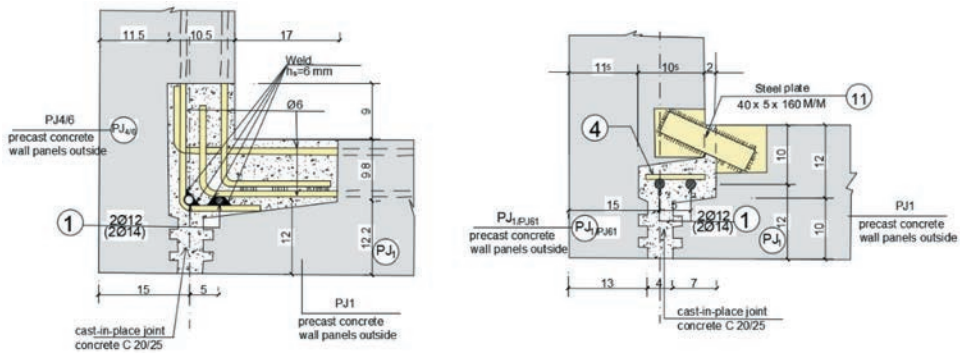 11.5
10.5
17
Weld
hs=6 mm
Ø6
9
9.8
12
12.2
PJ4/6
precast concrete
wall panels outside
PJ4/6
1
2Ø12
(2Ø14)
PJ1
15
5
PJ1
precast concrete
wall panels outside
cast-in-place joint
concrete C 20/25
11⁵
10⁵
2
Steel plate
40 x 5 x 160 M/M
11
4
10
12
15
5
2Ø12
(2Ø14)
1
12
10
PJ1/PJ61
precast concrete
wall panels outside
PJ1/PJ61
PJ1
PJ1
precast concrete
wall panels outside
13
4
7
cast-in-place joint
concrete C 20/25